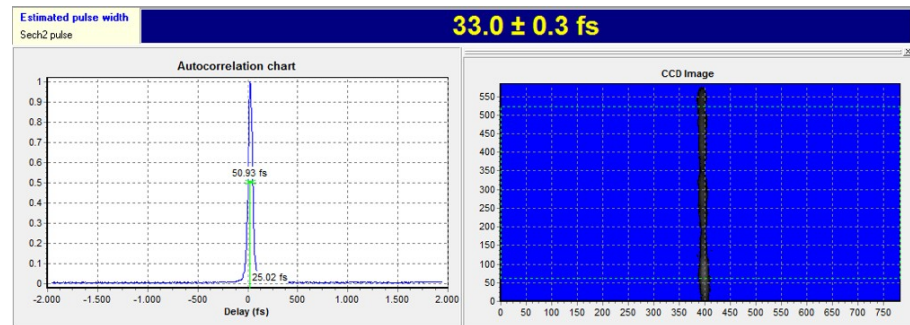 Estimated pulse width
Sech2 pulse
33.0 ± 0.3 fs
Autocorrelation chart
1
0.9
0.8
0.7
0.6
0.5
0.4
0.3
0.2
0.1
0
50.93 fs
25.02 fs
-2.000 -1.500 -1.000 -500 0 500 1.000 1.500 2.000
Delay (fs)
CCD Image
550
500
450
400
350
300
250
200
150
100
50
0
0 50 100 150 200 250 300 350 400 450 500 550 600 650 700 750